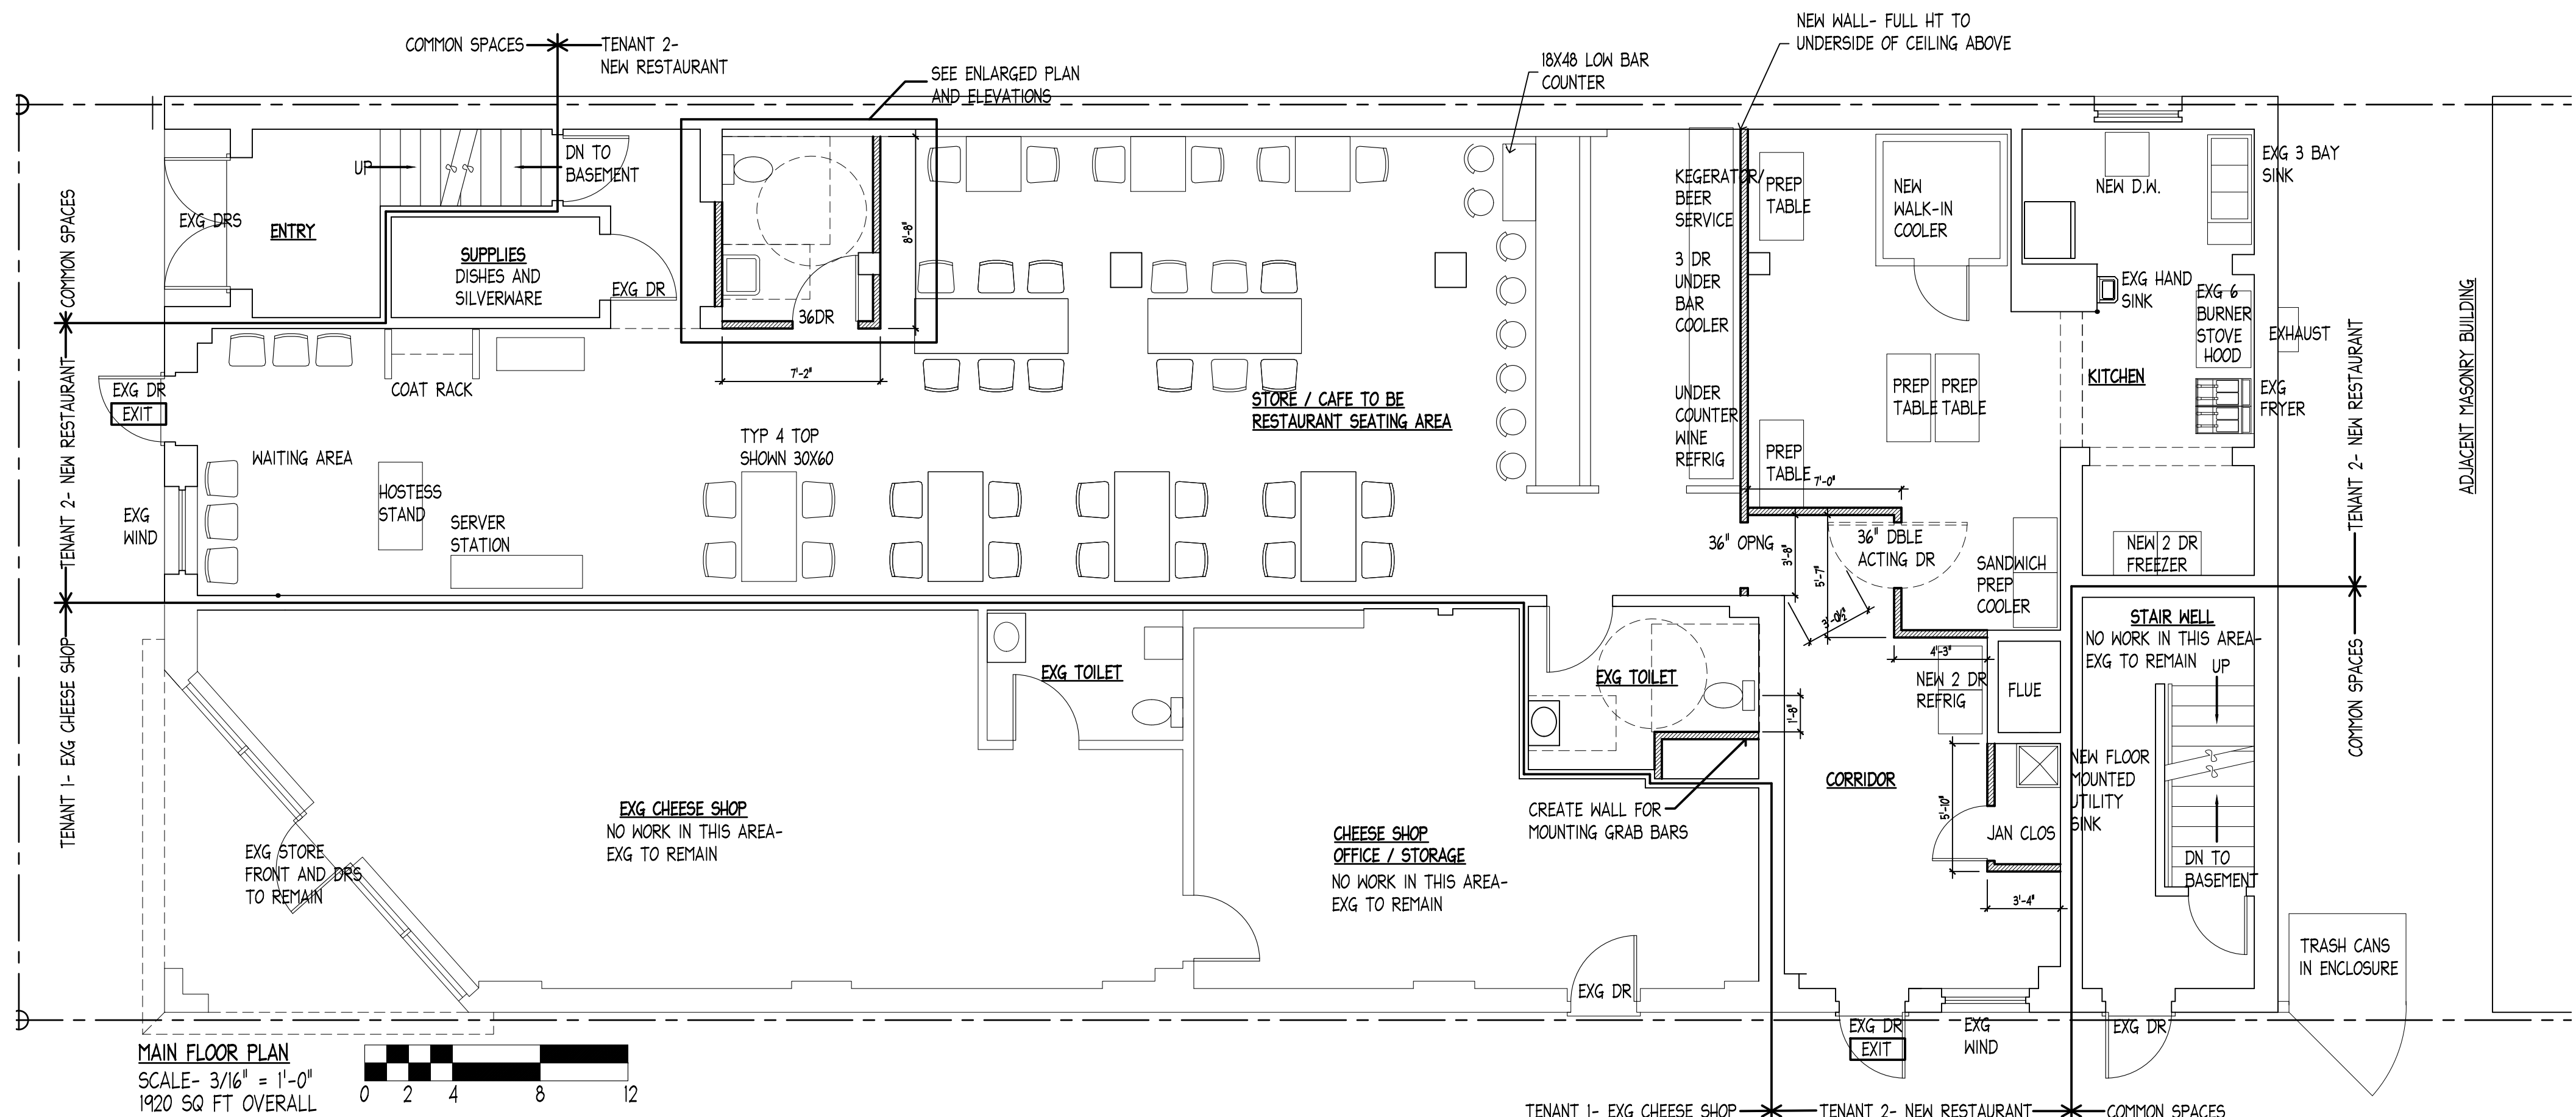 NEW WALL- FULL HT TO
UNDERSIDE OF CEILING ABOVE
COMMON SPACES
TENANT 2-
NEW RESTAURANT
18X48 LOW BAR
COUNTER
SEE ENLARGED PLAN
AND ELEVATIONS
COMMON SPACES
TENANT 2- NEW RESTAURANT
TENANT 1- EXG CHEESE SHOP
EXG DRS
ENTRY
UP
DN TO
BASEMENT
SUPPLIES
DISHES AND
SILVERWARE
EXG DR
36DR
8'-8"
7'-2"
COAT RACK
EXG DR
EXIT
WAITING AREA
EXG
WIND
HOSTESS
STAND
SERVER
STATION
TYP 4 TOP
SHOWN 30X60
STORE / CAFE TO BE
RESTAURANT SEATING AREA
KEGERATOR/
BEER
SERVICE
3 DR
UNDER
BAR
COOLER
UNDER
COUNTER
WINE
REFRIG
PREP
TABLE
NEW
WALK-IN
COOLER
NEW D.W.
EXG 3 BAY
SINK
EXG HAND
SINK
EXG 6
BURNER
STOVE
HOOD
EXHAUST
KITCHEN
EXG
FRYER
PREP
TABLE
PREP
TABLE
PREP
TABLE
7'-0"
36" OPNG
3'-8"
5'-7"
3'-0½"
36" DBLE
ACTING DR
SANDWICH
PREP
COOLER
NEW 2 DR
FREEZER
TENANT 2- NEW RESTAURANT
COMMON SPACES
ADJACENT MASONRY BUILDING
STAIR WELL
NO WORK IN THIS AREA-
EXG TO REMAIN
UP
4'-3"
NEW 2 DR
REFRIG
FLUE
EXG TOILET
EXG TOILET
1'-8"
CORRIDOR
NEW FLOOR
MOUNTED
UTILITY
SINK
5'-10"
JAN CLOS
DN TO
BASEMENT
3'-4"
CREATE WALL FOR
MOUNTING GRAB BARS
EXG CHEESE SHOP
NO WORK IN THIS AREA-
EXG TO REMAIN
CHEESE SHOP
OFFICE / STORAGE
NO WORK IN THIS AREA-
EXG TO REMAIN
EXG STORE
FRONT AND DRS
TO REMAIN
EXG DR
EXG DR
EXIT
EXG
WIND
EXG DR
TRASH CANS
IN ENCLOSURE
MAIN FLOOR PLAN
SCALE- 3/16" = 1'-0"
1920 SQ FT OVERALL
0 2 4 8 12
TENANT 1- EXG CHEESE SHOP
TENANT 2- NEW RESTAURANT
COMMON SPACES